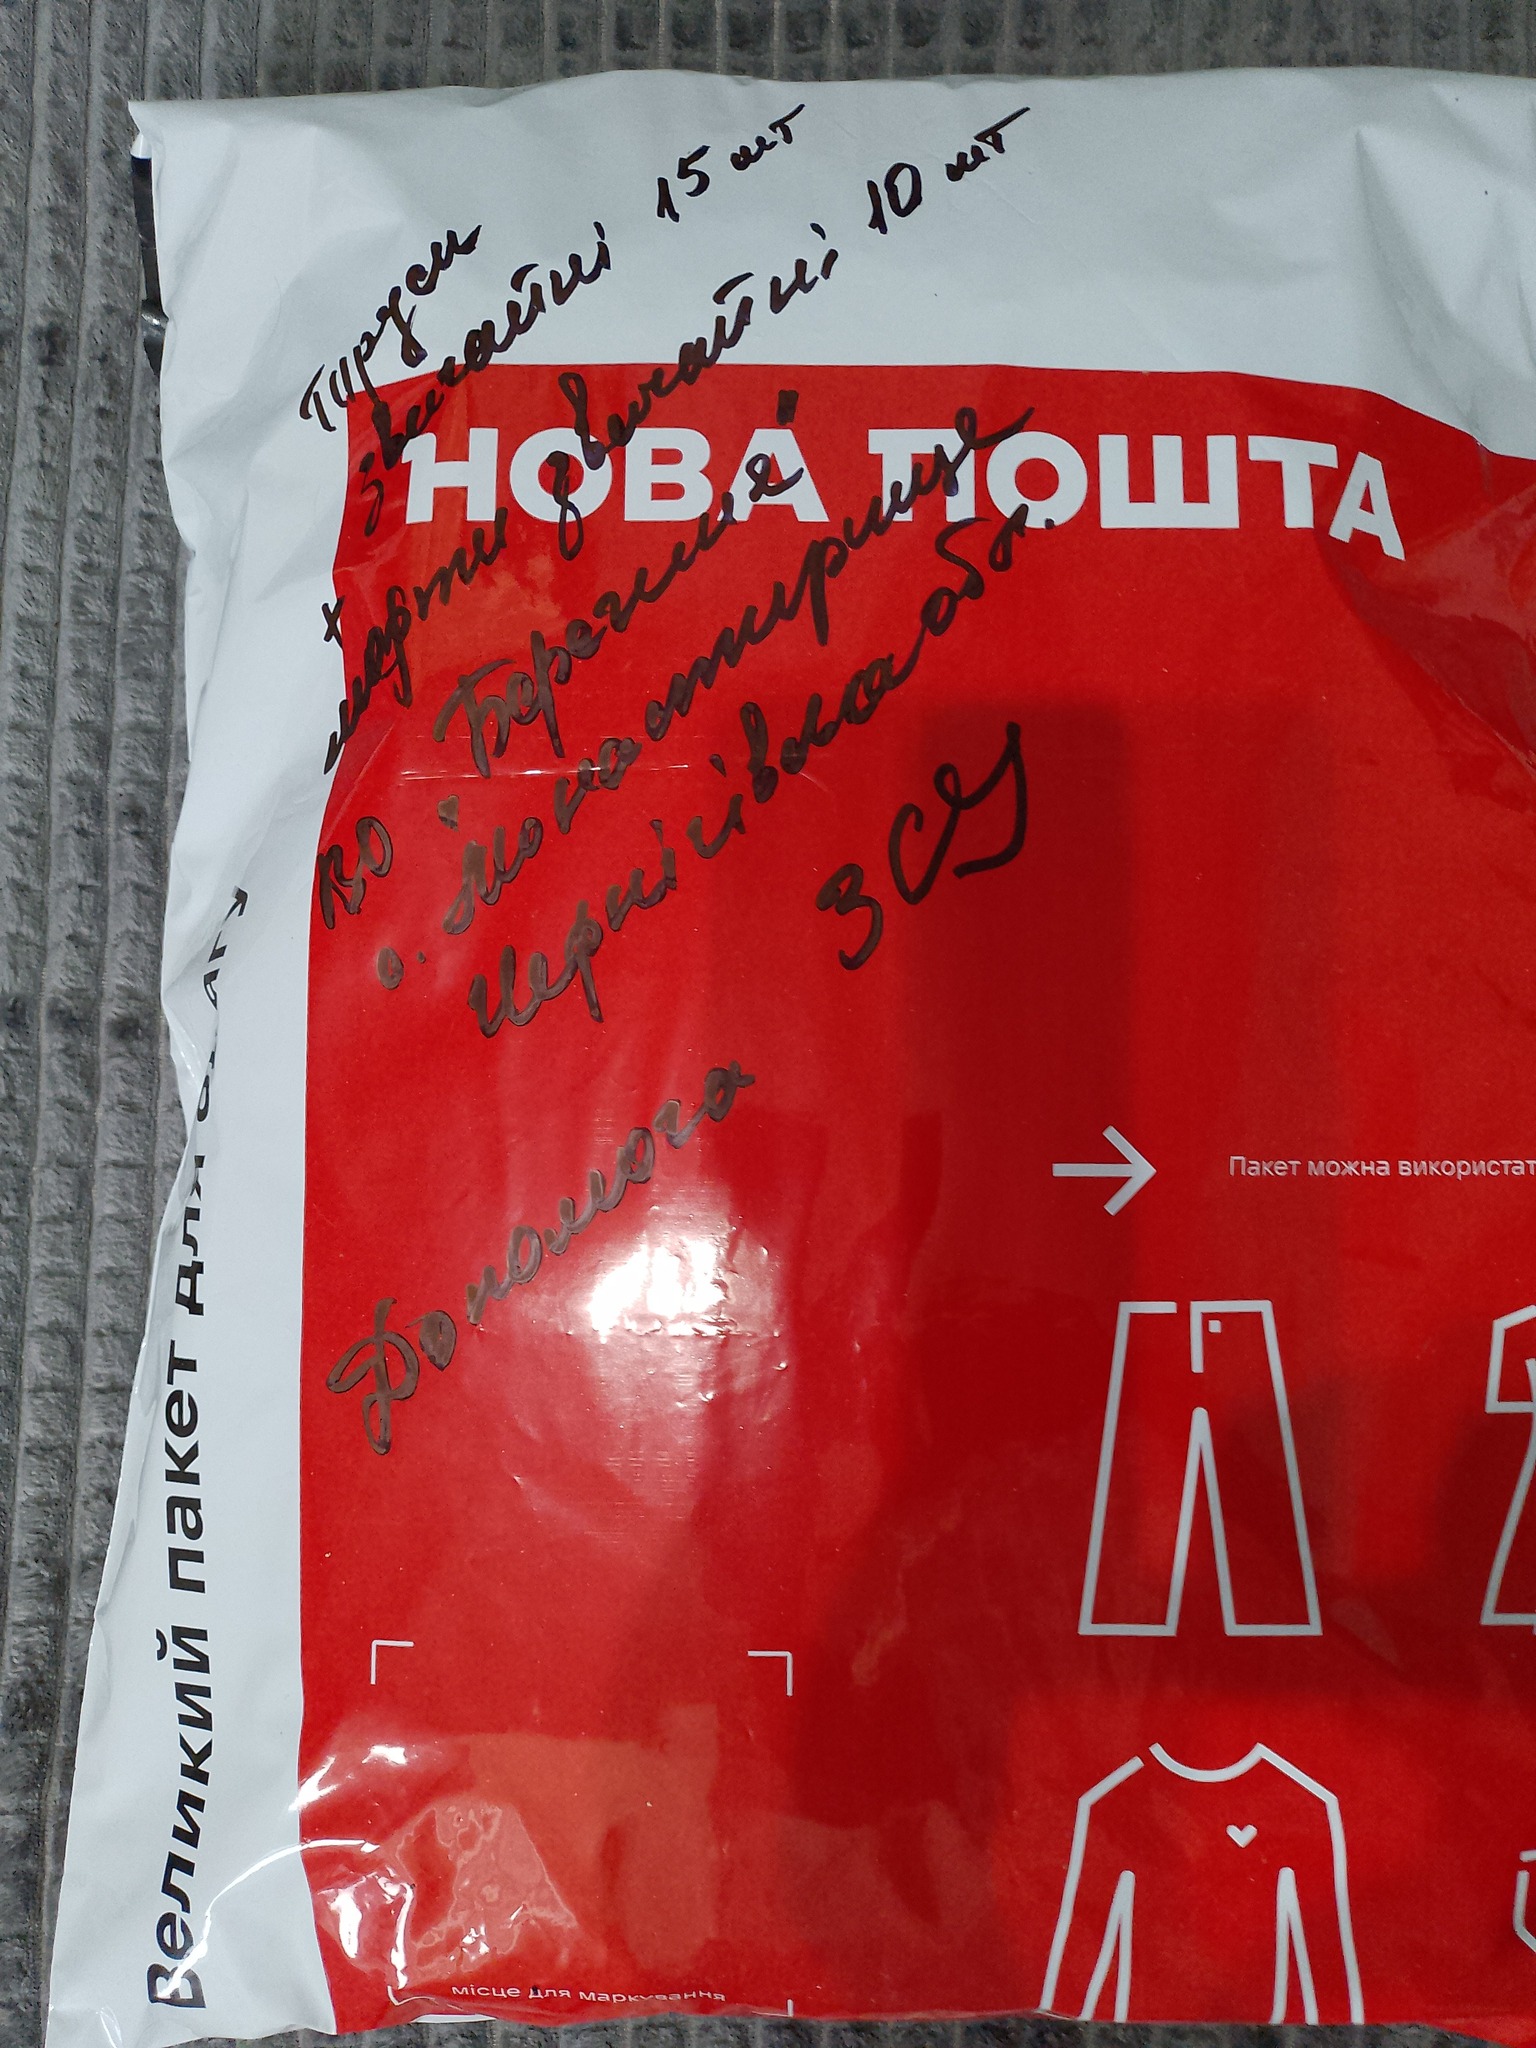 Труси
звичайні 15 шт
+
шорти звичайні 10 шт
НОВА ПОШТА
ВО "Берегиня"
с. Монастирище
Чернігівська обл.
Допомога ЗСУ
Пакет можна використат
місце для маркування
Великий пакет для одягу